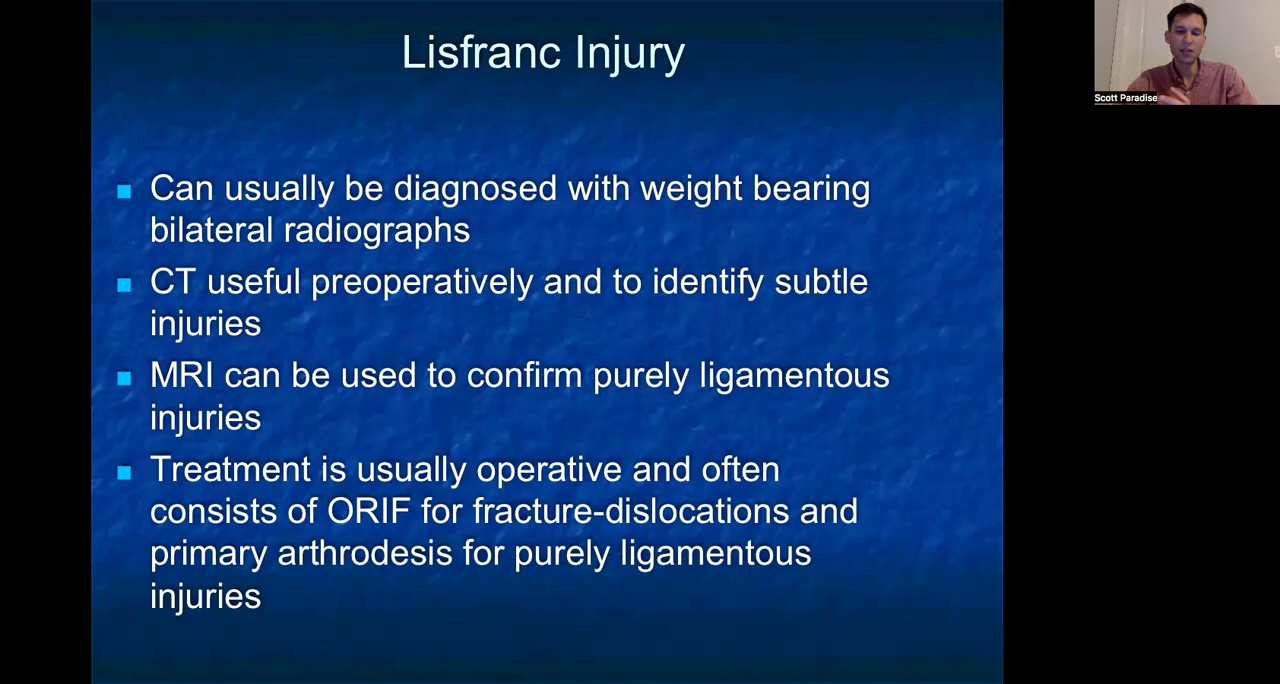 Lisfranc Injury
Can usually be diagnosed with weight bearing
bilateral radiographs
CT useful preoperatively and to identify subtle
injuries
MRI can be used to confirm purely ligamentous
injuries
Treatment is usually operative and often
consists of ORIF for fracture-dislocations and
primary arthrodesis for purely ligamentous
injuries
Scott Paradise